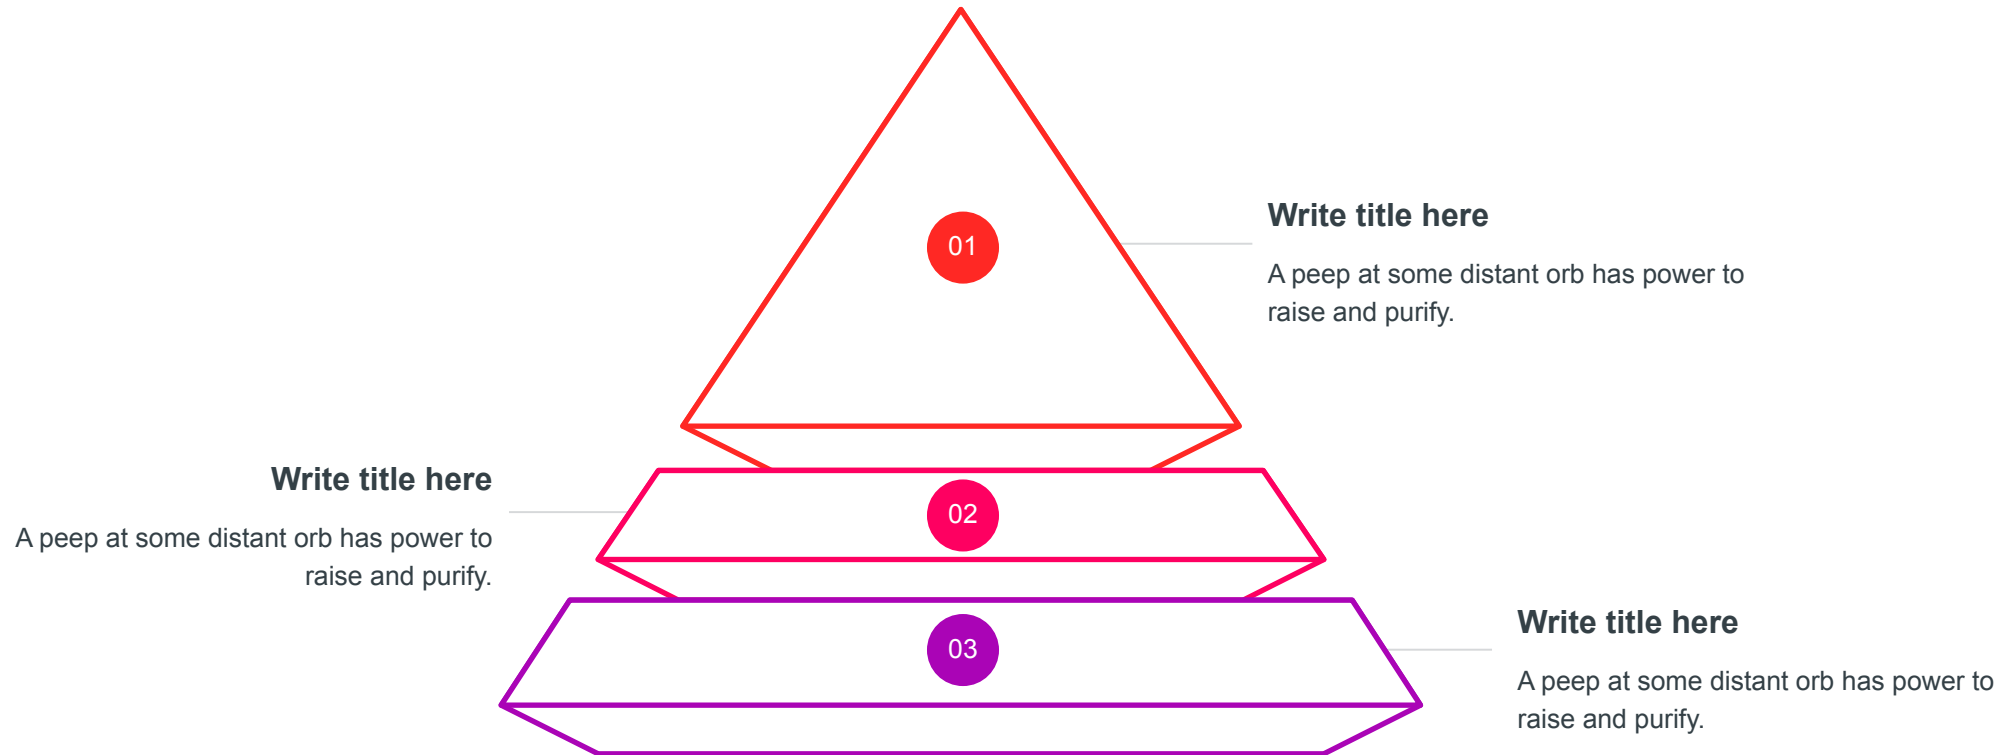 01
Write title here
A peep at some distant orb has power to
raise and purify.
Write title here
A peep at some distant orb has power to
raise and purify.
02
03
Write title here
A peep at some distant orb has power to
raise and purify.